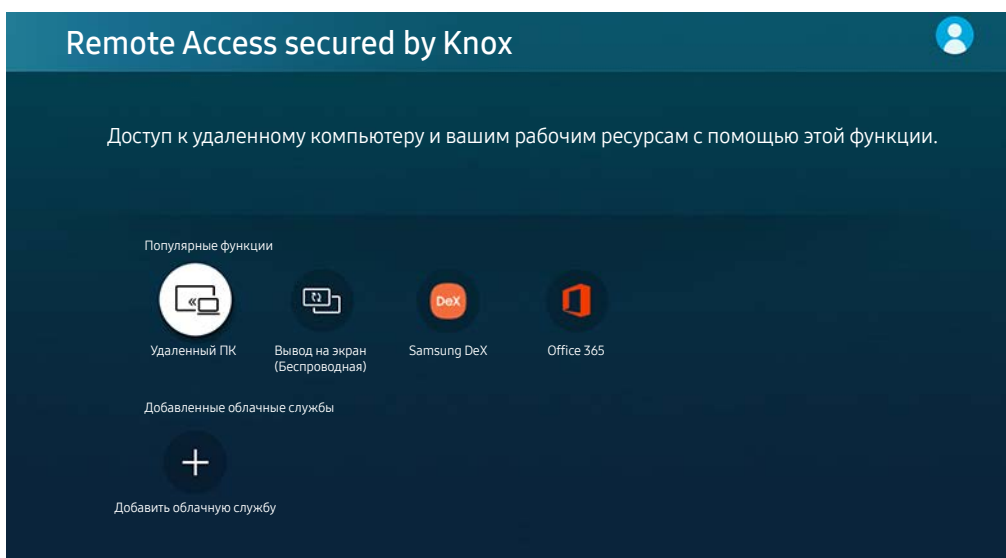 Remote Access secured by Knox
Доступ к удаленному компьютеру и вашим рабочим ресурсам с помощью этой функции.
Популярные функции
DeX
Удаленный ПК
Вывод на экран
(Беспроводная)
Samsung DeX
Office 365
Добавленные облачные службы
Добавить облачную службу